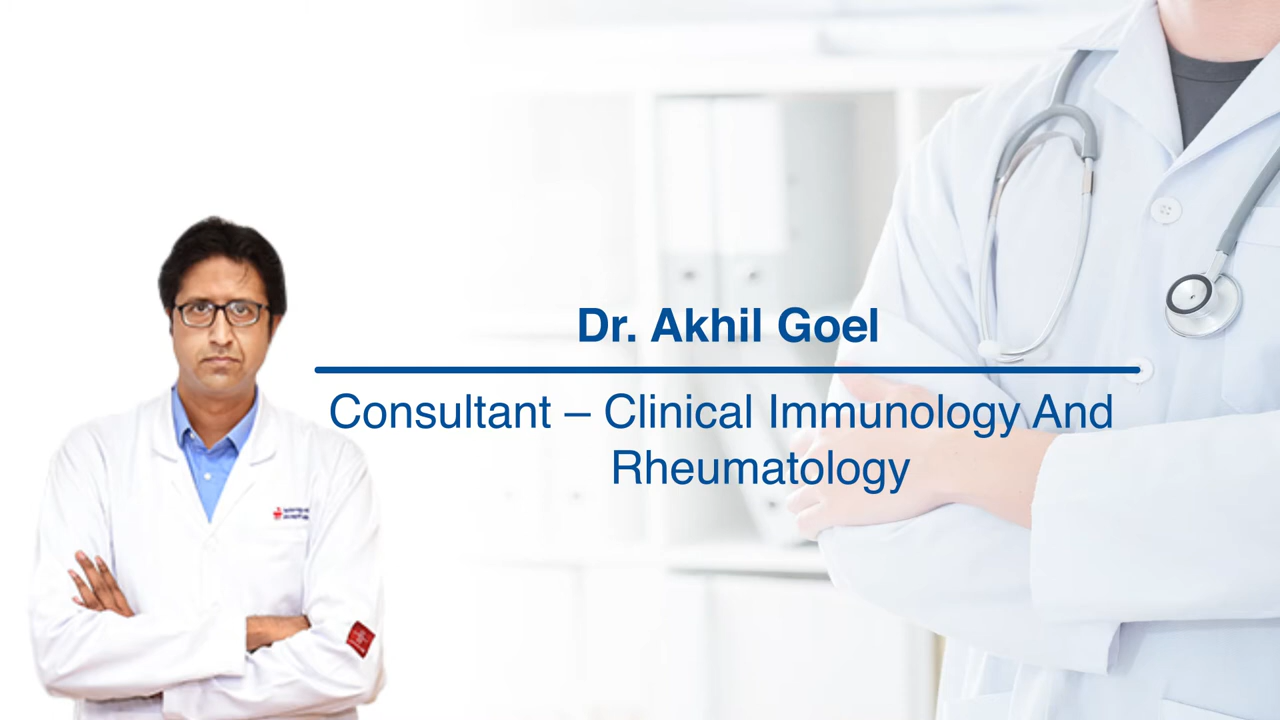 Dr. Akhil Goel
Consultant – Clinical Immunology And
Rheumatology